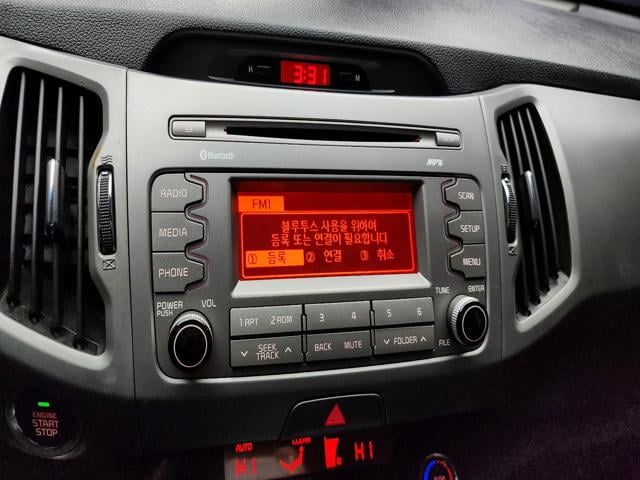 H 3:31 M
Bluetooth
MP3
RADIO
MEDIA
PHONE
FM1
블루투스 사용을 위하여
등록 또는 연결이 필요합니다
① 등록 ② 연결 ③ 취소
SCAN
SETUP
MENU
POWER
PUSH
VOL
TUNE
ENTER
1 RPT 2 RDM 3 4 5 6
SEEK
TRACK
BACK MUTE
FOLDER
FILE
ENGINE
START
STOP
AUTO
HI
HI